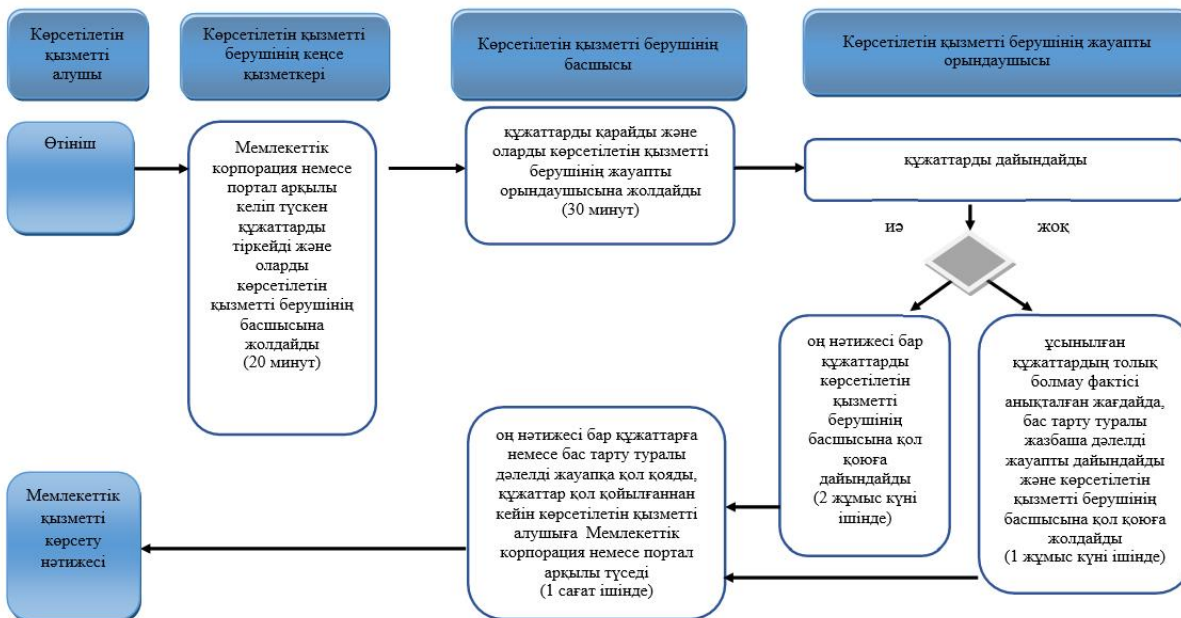 Көрсетілетін
қызметті
алушы
Көрсетілетін қызметті
берушінің кеңсе
қызметкері
Көрсетілетін қызметті берушінің
басшысы
Көрсетілетін қызметті берушінің жауапты
орындаушысы
Өтініш
Мемлекеттік
корпорация немесе
портал арқылы
келіп түскен
құжаттарды
тіркейді және
оларды
көрсетілетін
қызметті берушінің
басшысына
жолдайды
(20 минут)
құжаттарды қарайды және
оларды көрсетілетін қызметті
берушінің жауапты
орындаушысына жолдайды
(30 минут)
құжаттарды дайындайды
иә
жоқ
оң нәтижесі бар
құжаттарды
көрсетілетін
қызметті
берушінің
басшысына қол
қоюға
дайындайды
(2 жұмыс күні
ішінде)
ұсынылған
құжаттардың толық
болмау фактісі
анықталған жағдайда,
бас тарту туралы
жазбаша дәлелді
жауапты дайындайды
және көрсетілетін
қызметті берушінің
басшысына қол қоюға
жолдайды
(1 жұмыс күні ішінде)
оң нәтижесі бар құжаттарға
немесе бас тарту туралы
дәлелді жауапқа қол қояды,
құжаттар қол қойылғаннан
кейін көрсетілетін қызметті
алушыға Мемлекеттік
корпорация немесе портал
арқылы түседі
(1 сағат ішінде)
Мемлекеттік
қызметті
көрсету
нәтижесі